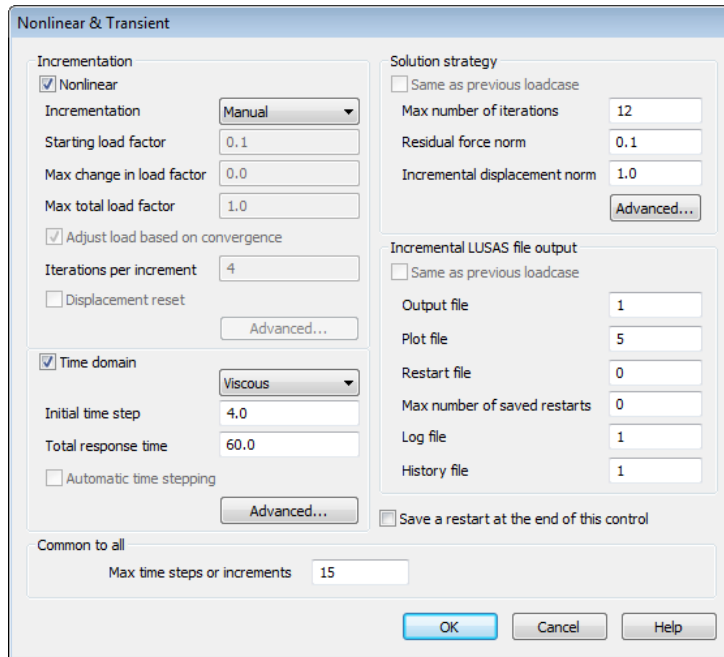 Nonlinear & Transient
Incrementation
Nonlinear
Incrementation Manual
Starting load factor 0.1
Max change in load factor 0.0
Max total load factor 1.0
Adjust load based on convergence
Iterations per increment 4
Displacement reset
Advanced...
Time domain
Viscous
Initial time step 4.0
Total response time 60.0
Automatic time stepping
Advanced...
Solution strategy
Same as previous loadcase
Max number of iterations 12
Residual force norm 0.1
Incremental displacement norm 1.0
Advanced...
Incremental LUSAS file output
Same as previous loadcase
Output file 1
Plot file 5
Restart file 0
Max number of saved restarts 0
Log file 1
History file 1
Save a restart at the end of this control
Common to all
Max time steps or increments 15
OK Cancel Help